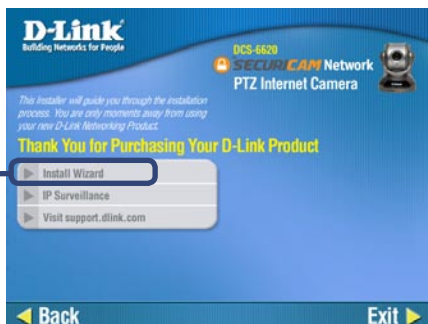 D-Link
Building Networks for People
DCS-6620
SECURICAM Network
PTZ Internet Camera
This Installer will guide you through the installation
process. You are only moments away from using
your new D-Link Networking Product.
Thank You for Purchasing Your D-Link Product
Install Wizard
IP Surveillance
Visit support.dlink.com
Back
Exit